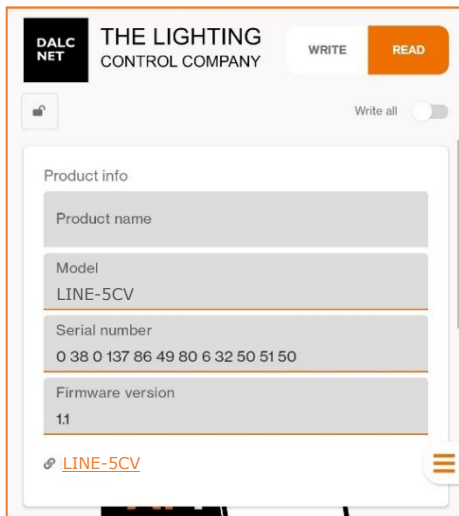 DALC
NET
THE LIGHTING
CONTROL COMPANY
WRITE
READ
Write all
Product info
Product name
Model
LINE-5CV
Serial number
0 38 0 137 86 49 80 6 32 50 51 50
Firmware version
1.1
LINE-5CV